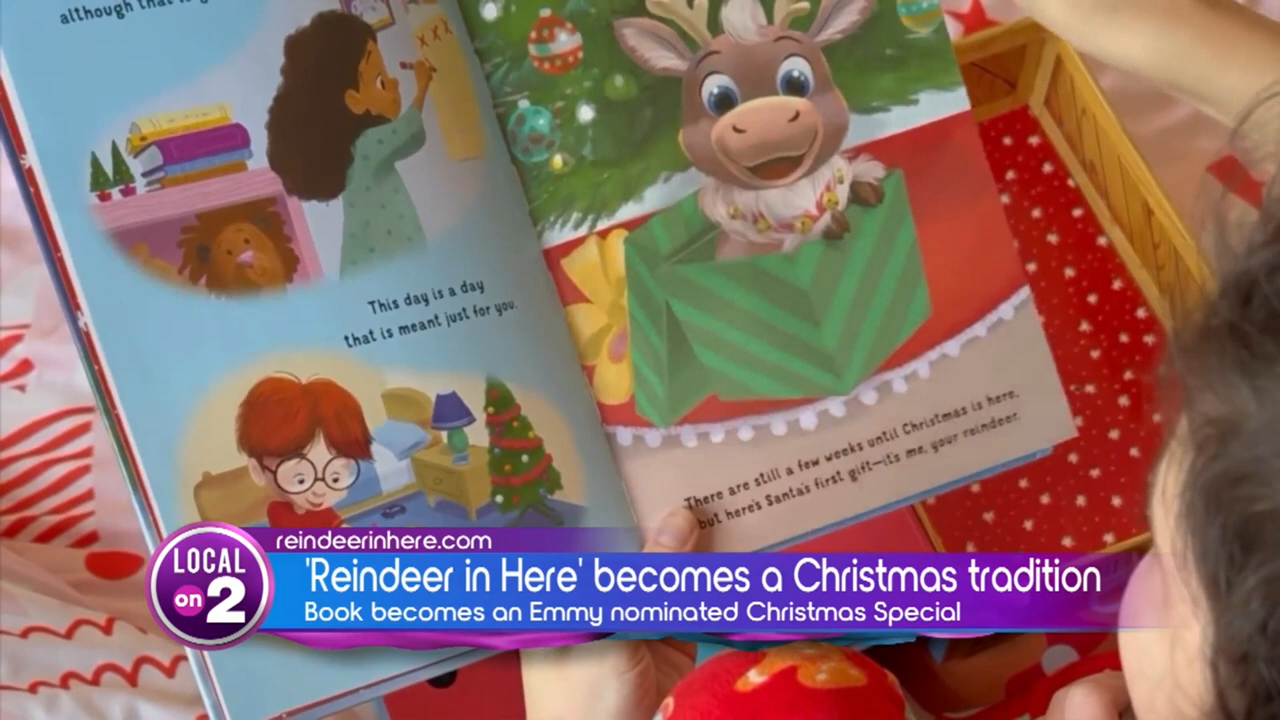 although that is
This day is a day
that is meant just for you.
There are still a few weeks until Christmas is here,
but here's Santa's first gift—it's me, your reindeer.
XXX
reindeerinhere.com
LOCAL
on 2
'Reindeer in Here' becomes a Christmas tradition
Book becomes an Emmy nominated Christmas Special